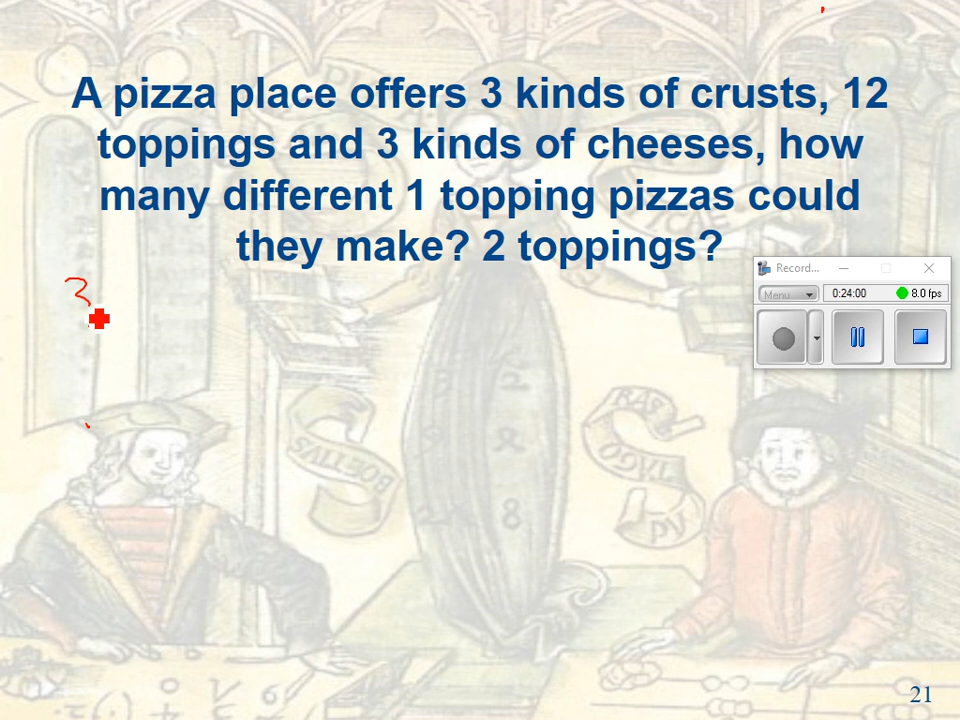 A pizza place offers 3 kinds of crusts, 12
toppings and 3 kinds of cheeses, how
many different 1 topping pizzas could
they make? 2 toppings?
Record...
Menu
0:24:00
8.0 fps
3
BOETIVS
21